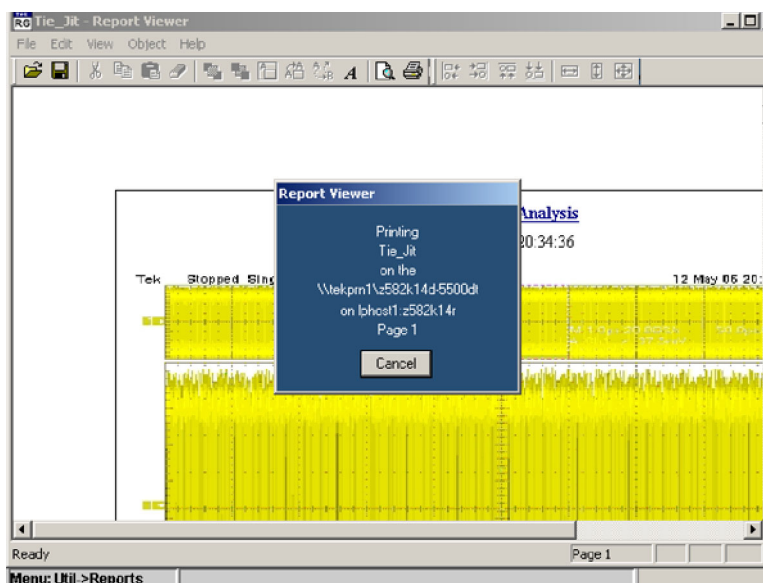 Tie_Jit - Report Viewer
File Edit View Object Help
Report Viewer
Printing
Tie_Jit
on the
\\tekprn1\z582k14d-5500dt
on lphost1:z582k14r
Page 1
Cancel
Analysis
20:34:36
Tek Stopped Sing
12 May 06 20:
Ready
Page 1
Menu: Util->Reports